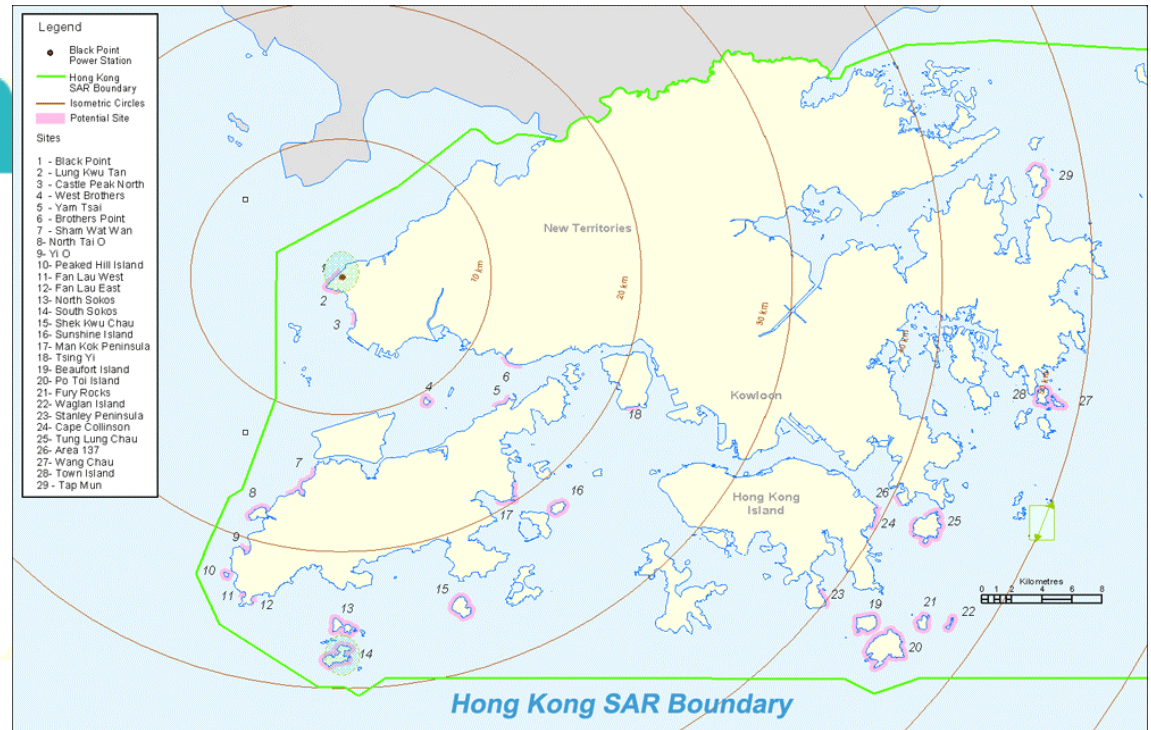 Legend
Black Point
Power Station
Hong Kong
SAR Boundary
Isometric Circles
Potential Site
Sites
1 - Black Point
2 - Lung Kwu Tan
3 - Castle Peak North
4 - West Brothers
5 - Yam Tsai
6 - Brothers Point
7 - Sham Wat Wan
8- North Tai O
9- Yi O
10- Peaked Hill Island
11- Fan Lau West
12- Fan Lau East
13- North Sokos
14- South Sokos
15- Shek Kwu Chau
16- Sunshine Island
17- Man Kok Peninsula
18- Tsing Yi
19- Beaufort Island
20- Po Toi Island
21- Fury Rocks
22- Waglan Island
23- Stanley Peninsula
24- Cape Collinson
25- Tung Lung Chau
26- Area 137
27- Wang Chau
28- Town Island
29 - Tap Mun
29
New Territories
1
10 km
20 km
30 km
40 km
2
3
6
4
5
18
Kowloon
28
27
7
8
16
17
Hong Kong
Island
26
24
25
9
10
11
12
15
13
14
23
19
21
22
20
Kilometres
0 1 2 4 6 8
Hong Kong SAR Boundary